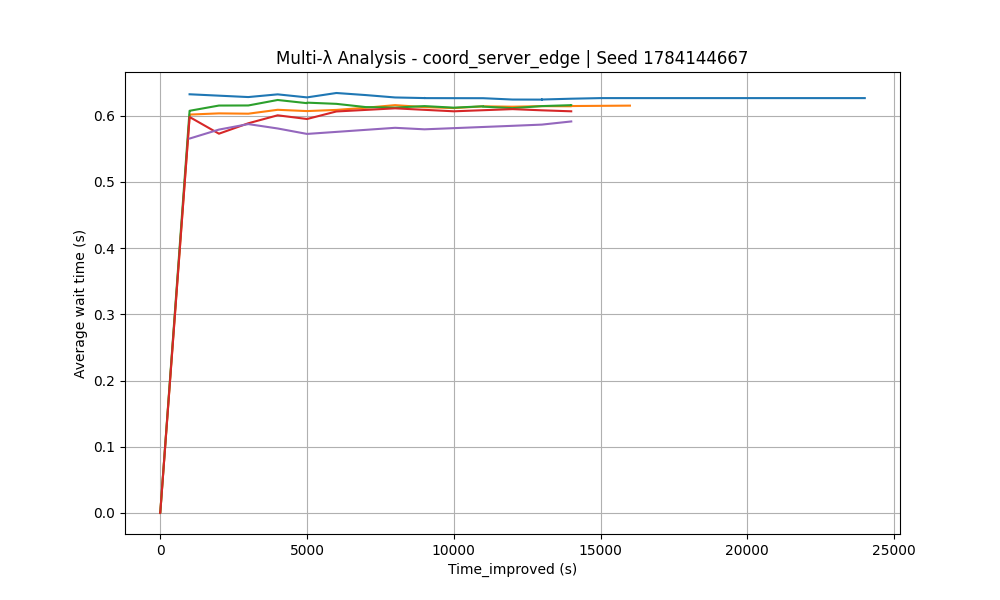 Multi-λ Analysis - coord_server_edge | Seed 1784144667
Average wait time (s)
0.6
0.5
0.4
0.3
0.2
0.1
0.0
0 5000 10000 15000 20000 25000
Time_improved (s)